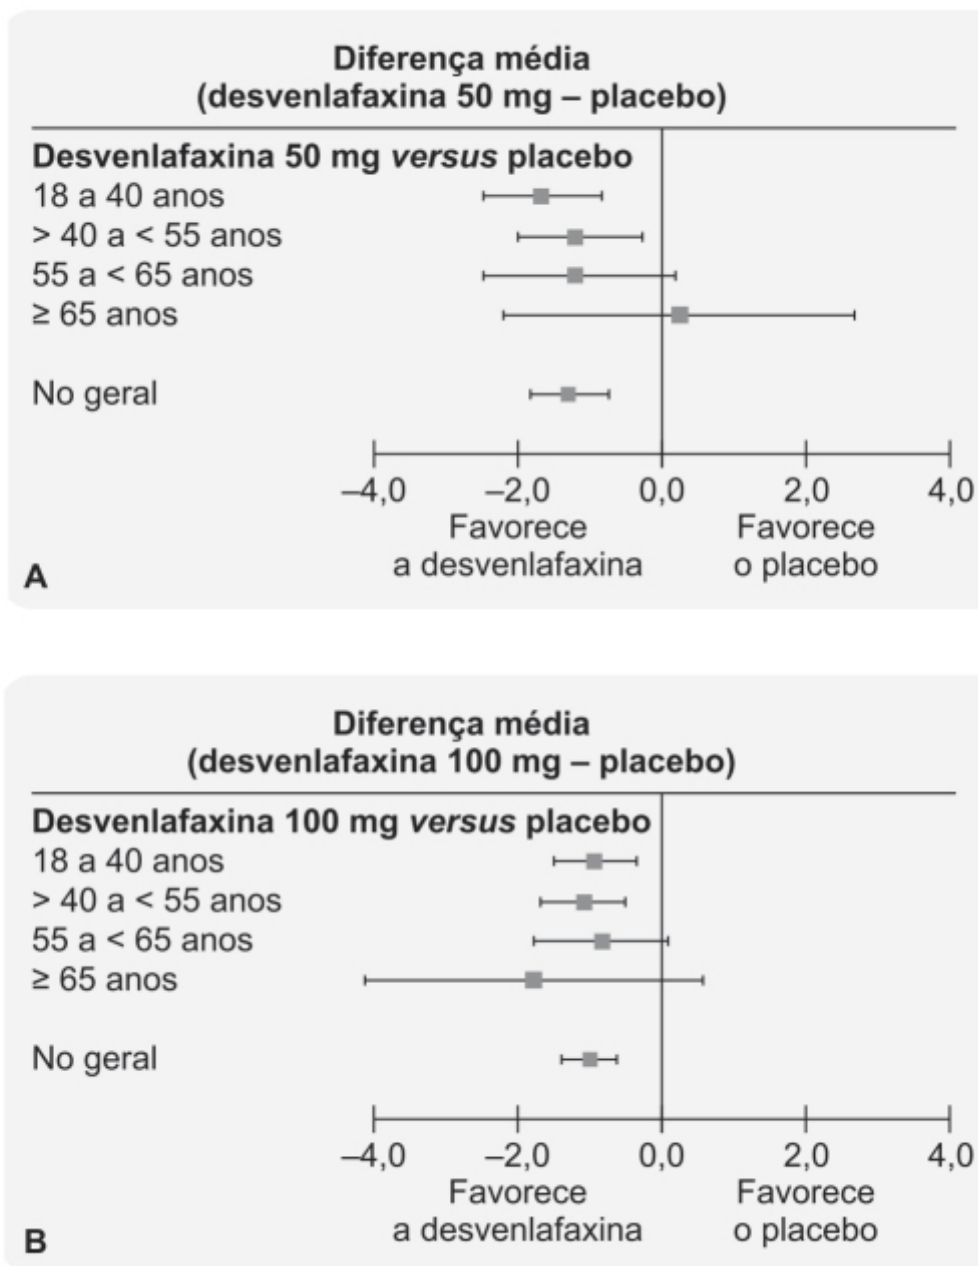 Diferença média
(desvenlafaxina 50 mg – placebo)
Desvenlafaxina 50 mg versus placebo
18 a 40 anos
> 40 a < 55 anos
55 a < 65 anos
≥ 65 anos
No geral
–4,0 –2,0 0,0 2,0 4,0
Favorece Favorece
a desvenlafaxina o placebo
A
Diferença média
(desvenlafaxina 100 mg – placebo)
Desvenlafaxina 100 mg versus placebo
18 a 40 anos
> 40 a < 55 anos
55 a < 65 anos
≥ 65 anos
No geral
–4,0 –2,0 0,0 2,0 4,0
Favorece Favorece
a desvenlafaxina o placebo
B